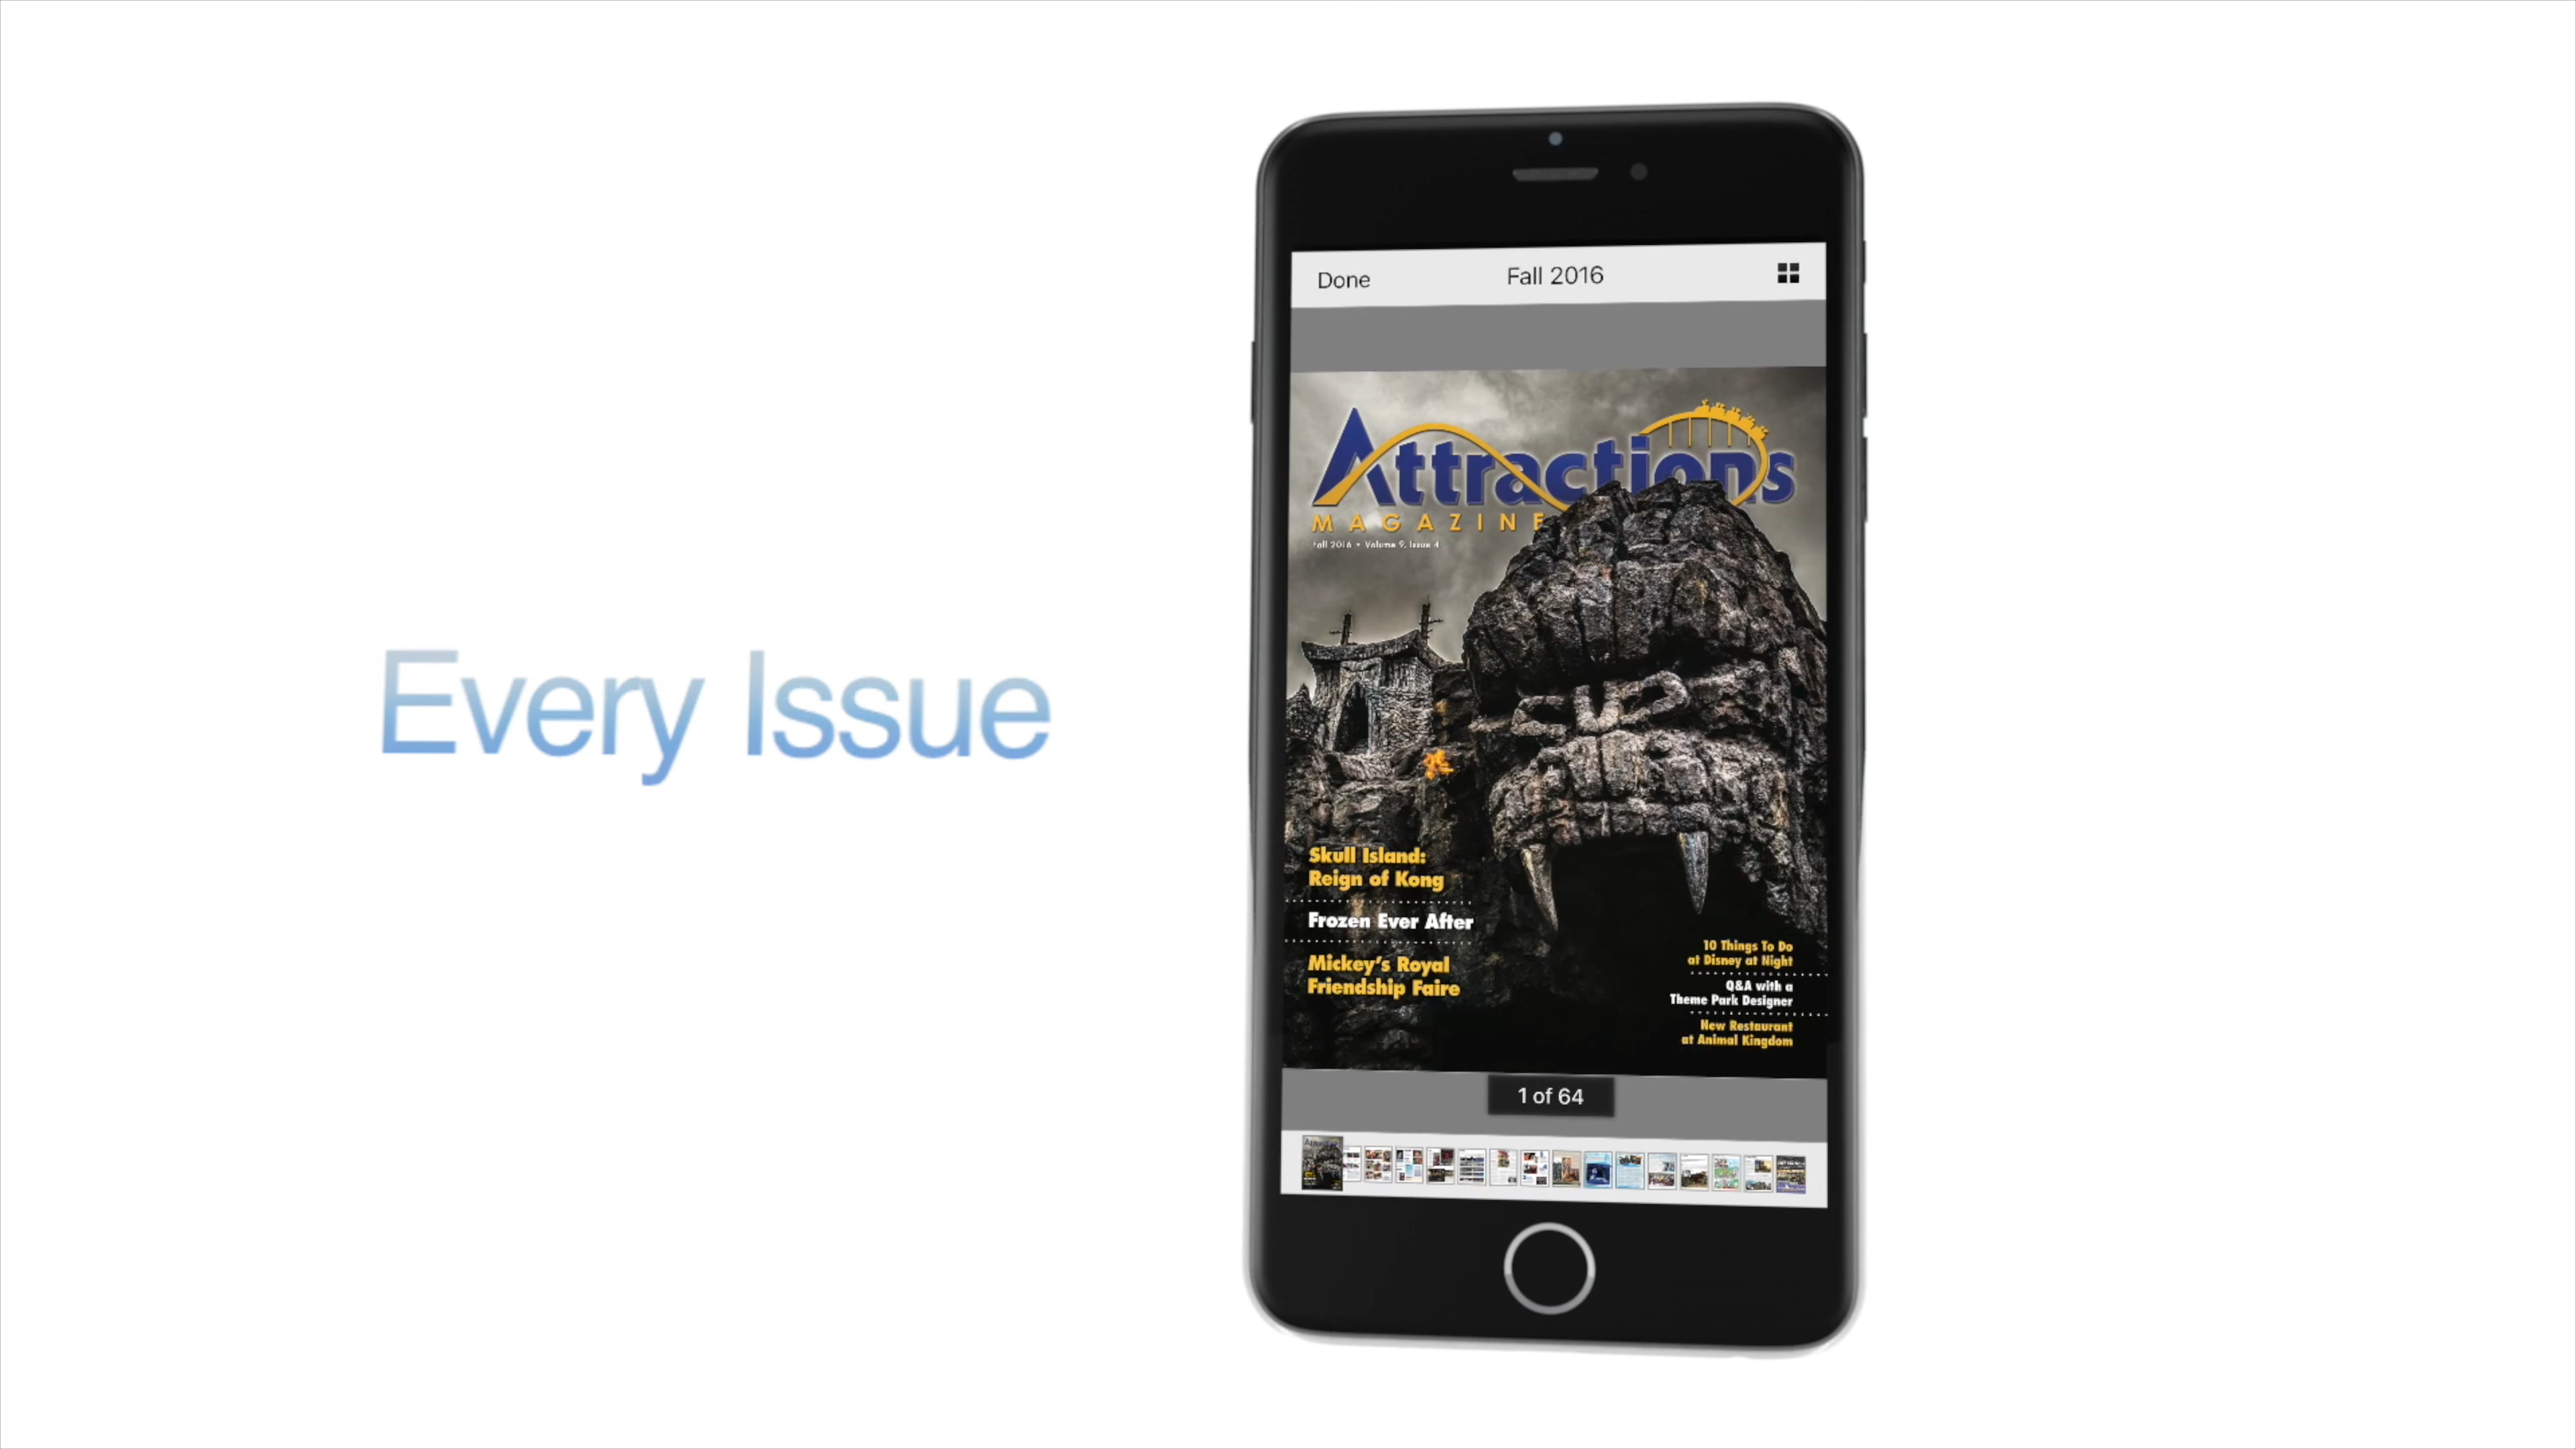 Every Issue
Done
Fall 2016
Attractions
MAGAZINE
Fall 2016 • Volume 9, Issue 4
Skull Island:
Reign of Kong
Frozen Ever After
Mickey's Royal
Friendship Faire
10 Things To Do
at Disney at Night
Q&A with a
Theme Park Designer
New Restaurant
at Animal Kingdom
1 of 64